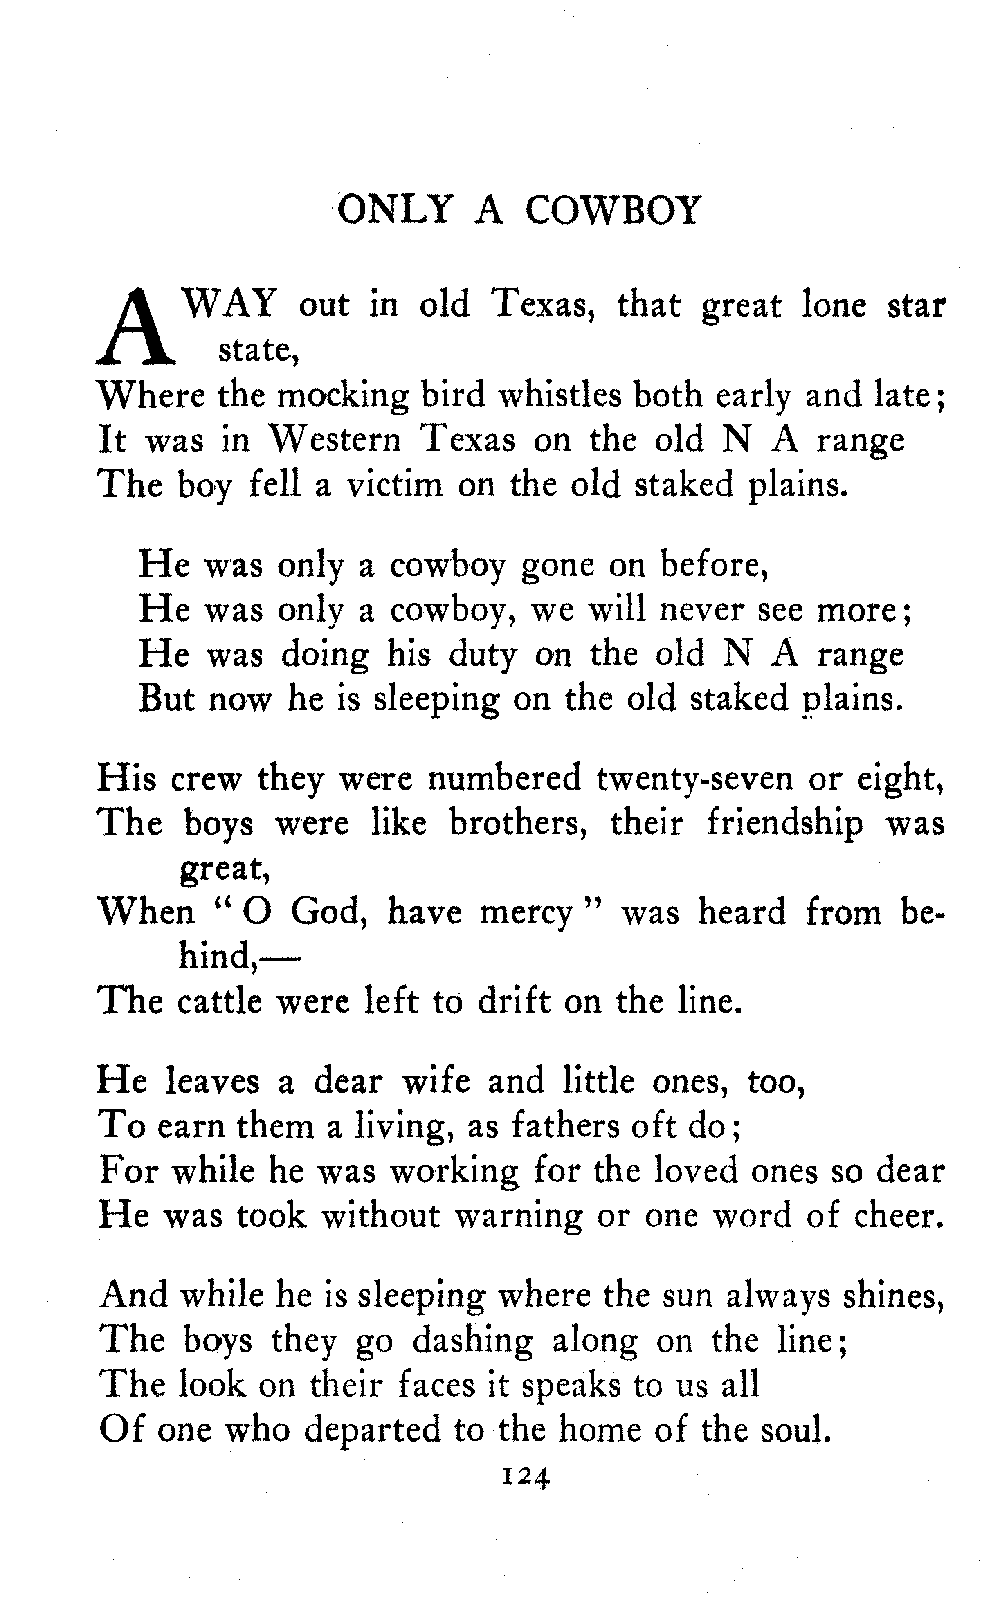 ONLY A COWBOY
AWAY out in old Texas, that great lone star
state,
Where the mocking bird whistles both early and late;
It was in Western Texas on the old N A range
The boy fell a victim on the old staked plains.
He was only a cowboy gone on before,
He was only a cowboy, we will never see more;
He was doing his duty on the old N A range
But now he is sleeping on the old staked plains.
His crew they were numbered twenty-seven or eight,
The boys were like brothers, their friendship was
great,
When " O God, have mercy " was heard from be-
hind,—
The cattle were left to drift on the line.
He leaves a dear wife and little ones, too,
To earn them a living, as fathers oft do;
For while he was working for the loved ones so dear
He was took without warning or one word of cheer.
And while he is sleeping where the sun always shines,
The boys they go dashing along on the line;
The look on their faces it speaks to us all
Of one who departed to the home of the soul.
124